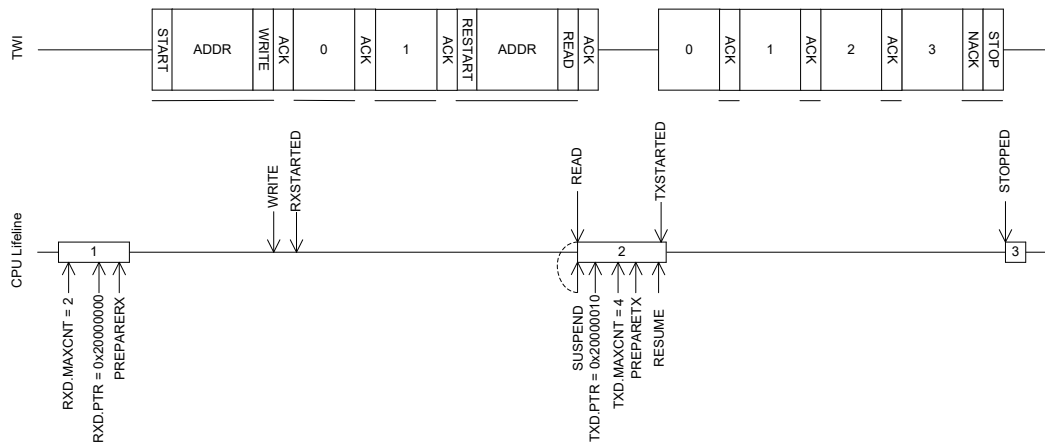 TWI
START
ADDR
WRITE
ACK
0
ACK
1
ACK
RESTART
ADDR
READ
ACK
0
ACK
1
ACK
2
ACK
3
NACK
STOP
CPU Lifeline
WRITE
RXSTARTED
READ
TXSTARTED
STOPPED
1
2
3
RXD.MAXCNT = 2
RXD.PTR = 0x20000000
PREPARERX
SUSPEND
TXD.PTR = 0x20000010
TXD.MAXCNT = 4
PREPARETX
RESUME